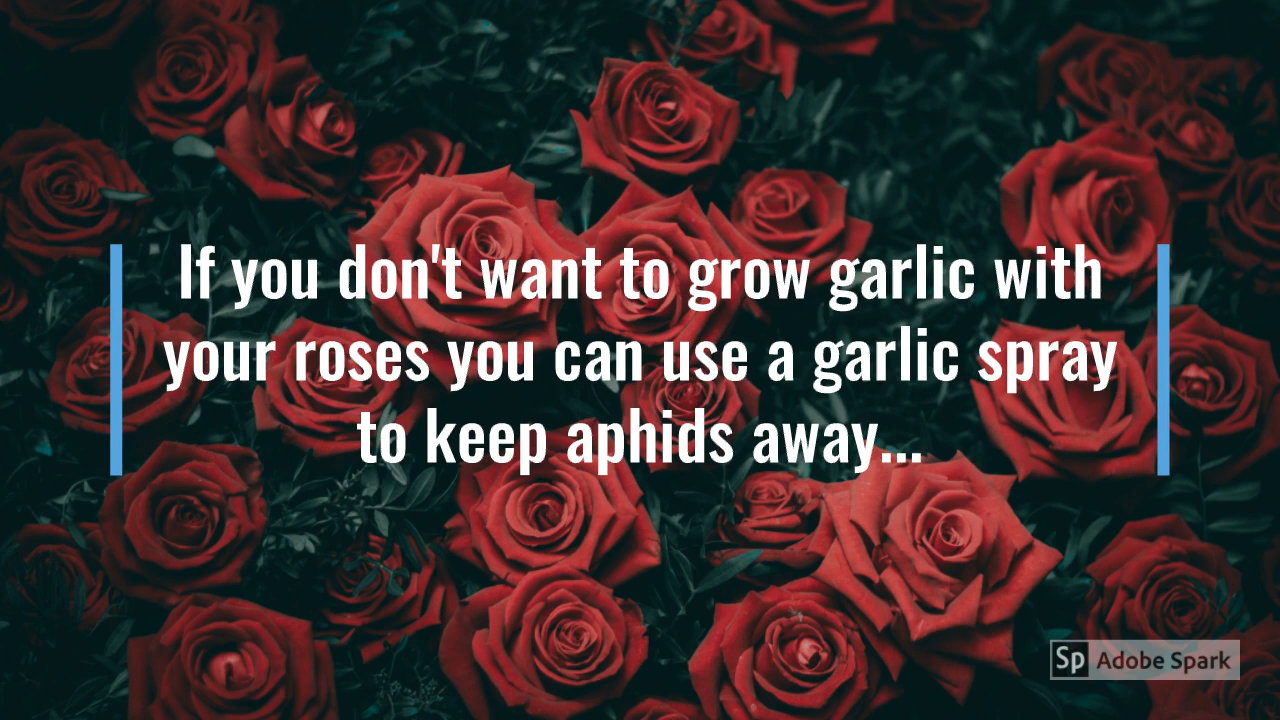 If you don't want to grow garlic with
your roses you can use a garlic spray
to keep aphids away...
Sp Adobe Spark